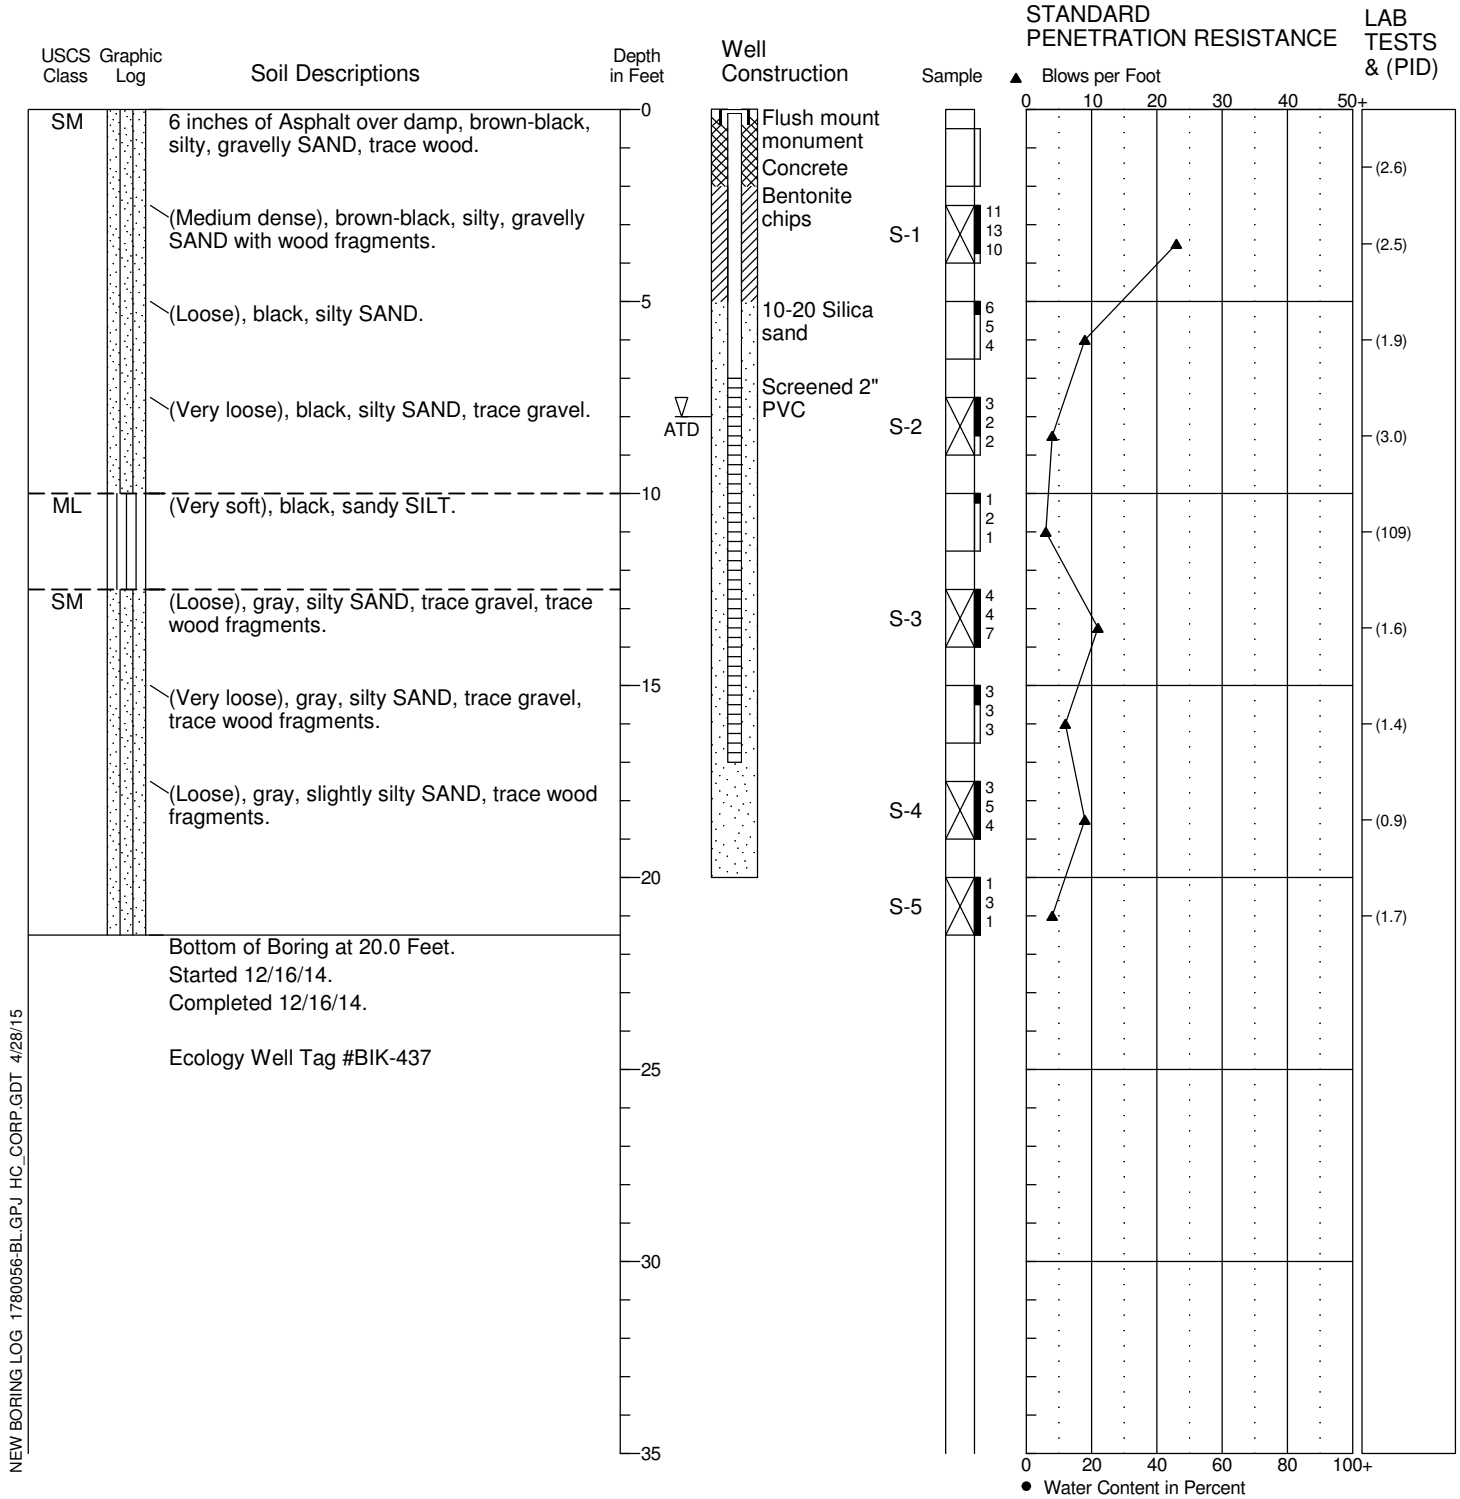 STANDARD
PENETRATION RESISTANCE
LAB
TESTS
& (PID)
USCS
Class
Graphic
Log
Soil Descriptions
Depth
in Feet
Well
Construction
Sample
▲ Blows per Foot
0 10 20 30 40 50+
SM
6 inches of Asphalt over damp, brown-black,
silty, gravelly SAND, trace wood.
0
Flush mount
monument
Concrete
(2.6)
Bentonite
chips
(Medium dense), brown-black, silty, gravelly
SAND with wood fragments.
S-1
11
13
10
(2.5)
(Loose), black, silty SAND.
5
10-20 Silica
sand
6
5
4
(1.9)
(Very loose), black, silty SAND, trace gravel.
Screened 2"
PVC
ATD
S-2
3
2
2
(3.0)
ML
(Very soft), black, sandy SILT.
10
1
2
1
(109)
SM
(Loose), gray, silty SAND, trace gravel, trace
wood fragments.
S-3
4
4
7
(1.6)
(Very loose), gray, silty SAND, trace gravel,
trace wood fragments.
15
3
3
3
(1.4)
(Loose), gray, slightly silty SAND, trace wood
fragments.
S-4
3
5
4
(0.9)
20
S-5
1
3
1
(1.7)
Bottom of Boring at 20.0 Feet.
Started 12/16/14.
Completed 12/16/14.
Ecology Well Tag #BIK-437
25
30
35
0 20 40 60 80 100+
● Water Content in Percent
NEW BORING LOG 1780056-BL.GPJ HC_CORP.GDT 4/28/15